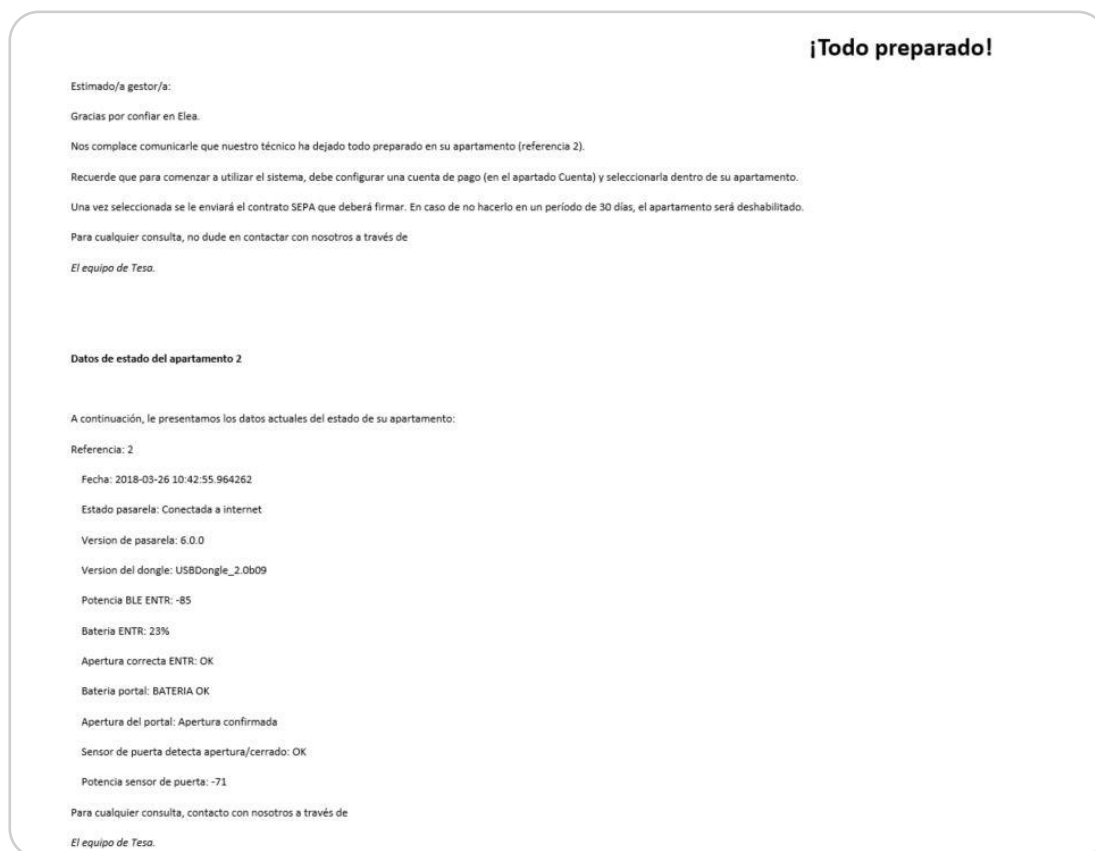 ¡Todo preparado!
Estimado/a gestor/a:
Gracias por confiar en Elea.
Nos complace comunicarle que nuestro técnico ha dejado todo preparado en su apartamento (referencia 2).
Recuerde que para comenzar a utilizar el sistema, debe configurar una cuenta de pago (en el apartado Cuenta) y seleccionarla dentro de su apartamento.
Una vez seleccionada se le enviará el contrato SEPA que deberá firmar. En caso de no hacerlo en un período de 30 días, el apartamento será deshabilitado.
Para cualquier consulta, no dude en contactar con nosotros a través de
El equipo de Tesa.
Datos de estado del apartamento 2
A continuación, le presentamos los datos actuales del estado de su apartamento:
Referencia: 2
Fecha: 2018-03-26 10:42:55.964262
Estado pasarela: Conectada a internet
Version de pasarela: 6.0.0
Version del dongle: USBDongle_2.0b09
Potencia BLE ENTR: -85
Bateria ENTR: 23%
Apertura correcta ENTR: OK
Bateria portal: BATERIA OK
Apertura del portal: Apertura confirmada
Sensor de puerta detecta apertura/cerrado: OK
Potencia sensor de puerta: -71
Para cualquier consulta, contacto con nosotros a través de
El equipo de Tesa.